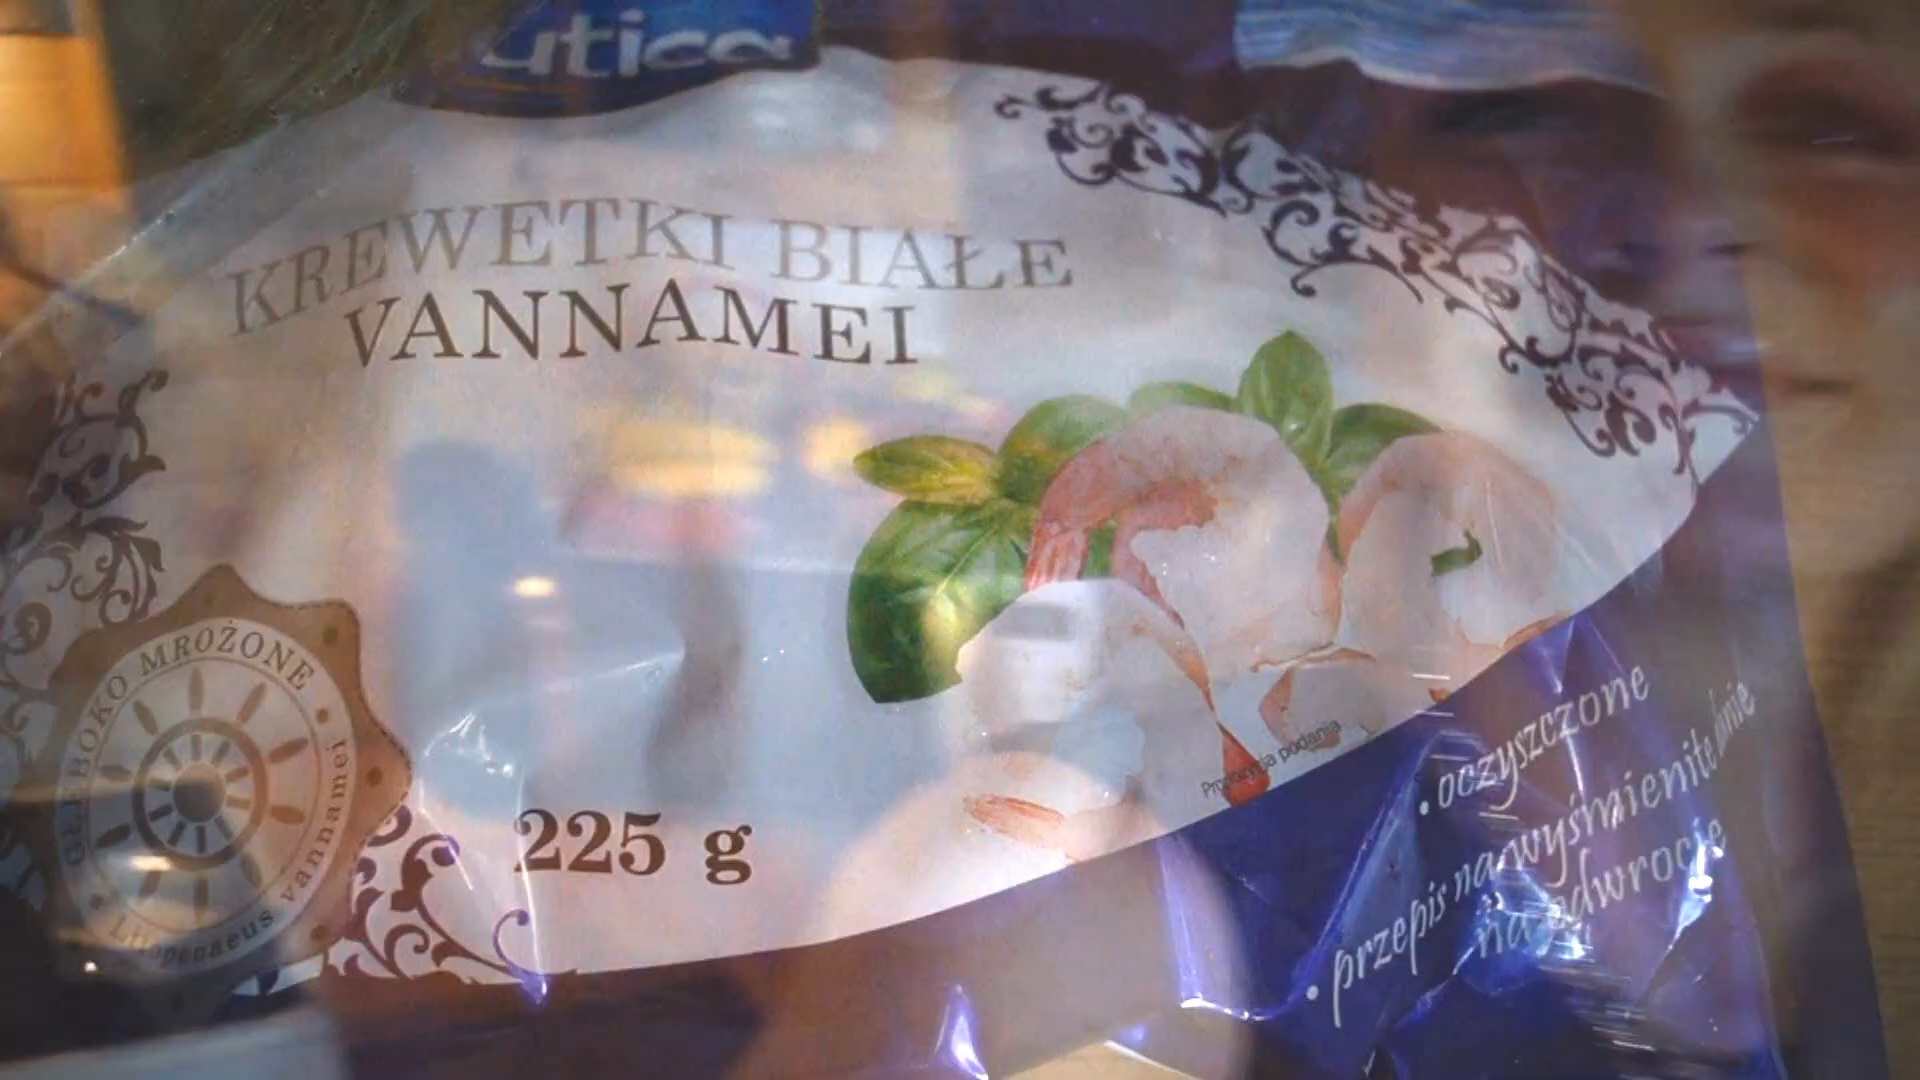 utica
KREWETKI BIAŁE
VANNAMEI
GŁĘBOKO MROŻONE
Litopenaeus vannamei
225 g
Propozycja podania
• oczyszczone
• przepis na wyśmienite danie
na odwrocie